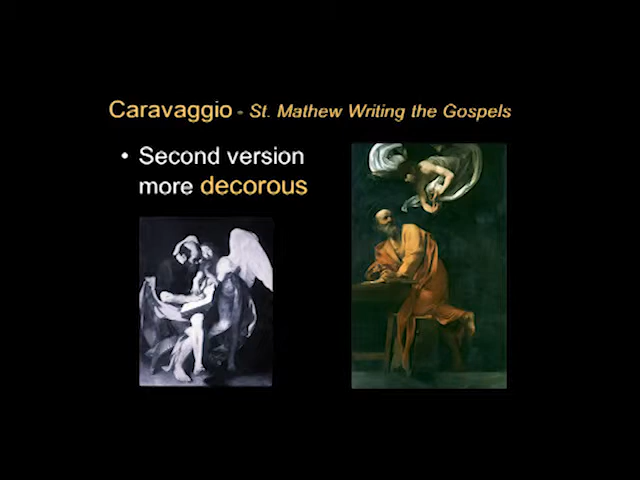 Caravaggio - St. Mathew Writing the Gospels
• Second version
more decorous